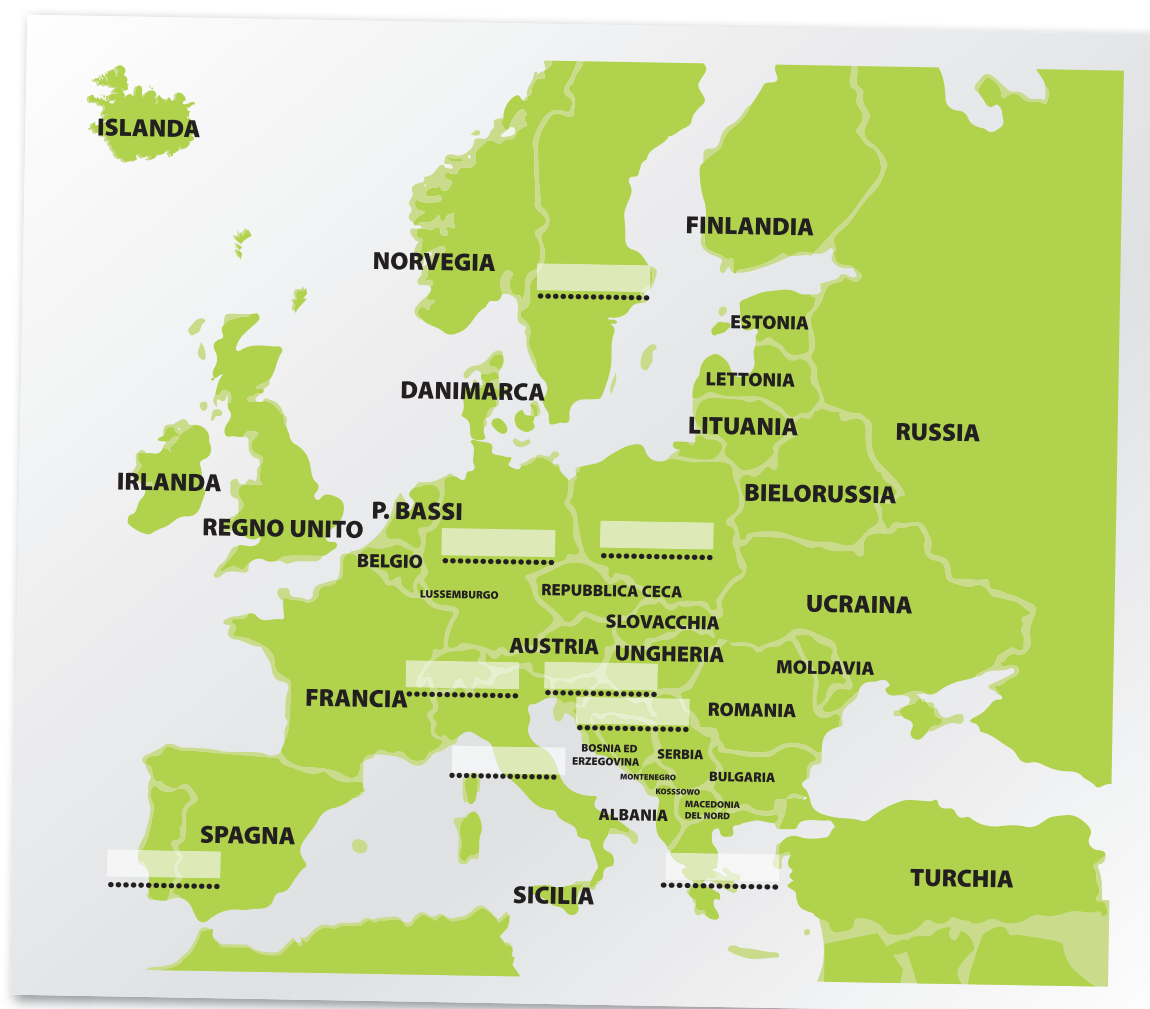 ISLANDA
FINLANDIA
NORVEGIA
ESTONIA
LETTONIA
DANIMARCA
LITUANIA
RUSSIA
IRLANDA
BIELORUSSIA
P. BASSI
REGNO UNITO
BELGIO
REPUBBLICA CECA
LUSSEMBURGO
UCRAINA
SLOVACCHIA
AUSTRIA
UNGHERIA
MOLDAVIA
FRANCIA
ROMANIA
BOSNIA ED
ERZEGOVINA
SERBIA
MONTENEGRO
BULGARIA
KOSSSOWO
MACEDONIA
DEL NORD
ALBANIA
SPAGNA
TURCHIA
SICILIA